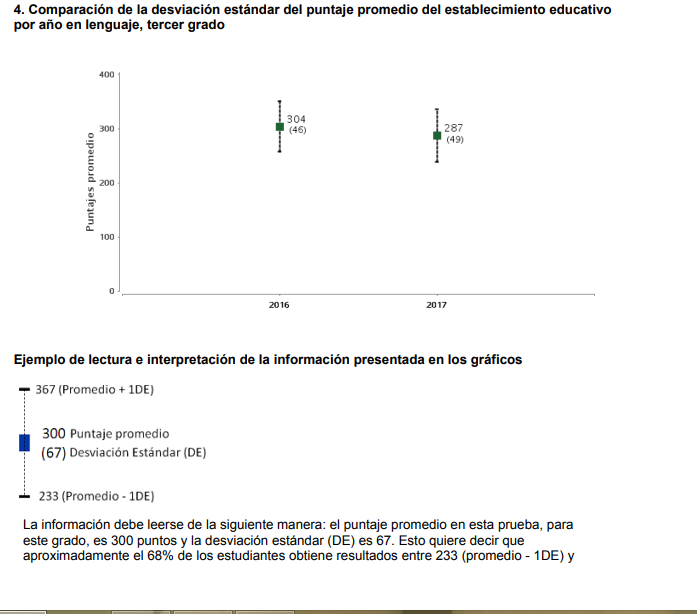 4. Comparación de la desviación estándar del puntaje promedio del establecimiento educativo
por año en lenguaje, tercer grado
400
300
200
100
0
Puntajes promedio
304
(46)
287
(49)
2016
2017
Ejemplo de lectura e interpretación de la información presentada en los gráficos
367 (Promedio + 1DE)
300 Puntaje promedio
(67) Desviación Estándar (DE)
233 (Promedio - 1DE)
La información debe leerse de la siguiente manera: el puntaje promedio en esta prueba, para
este grado, es 300 puntos y la desviación estándar (DE) es 67. Esto quiere decir que
aproximadamente el 68% de los estudiantes obtiene resultados entre 233 (promedio - 1DE) y